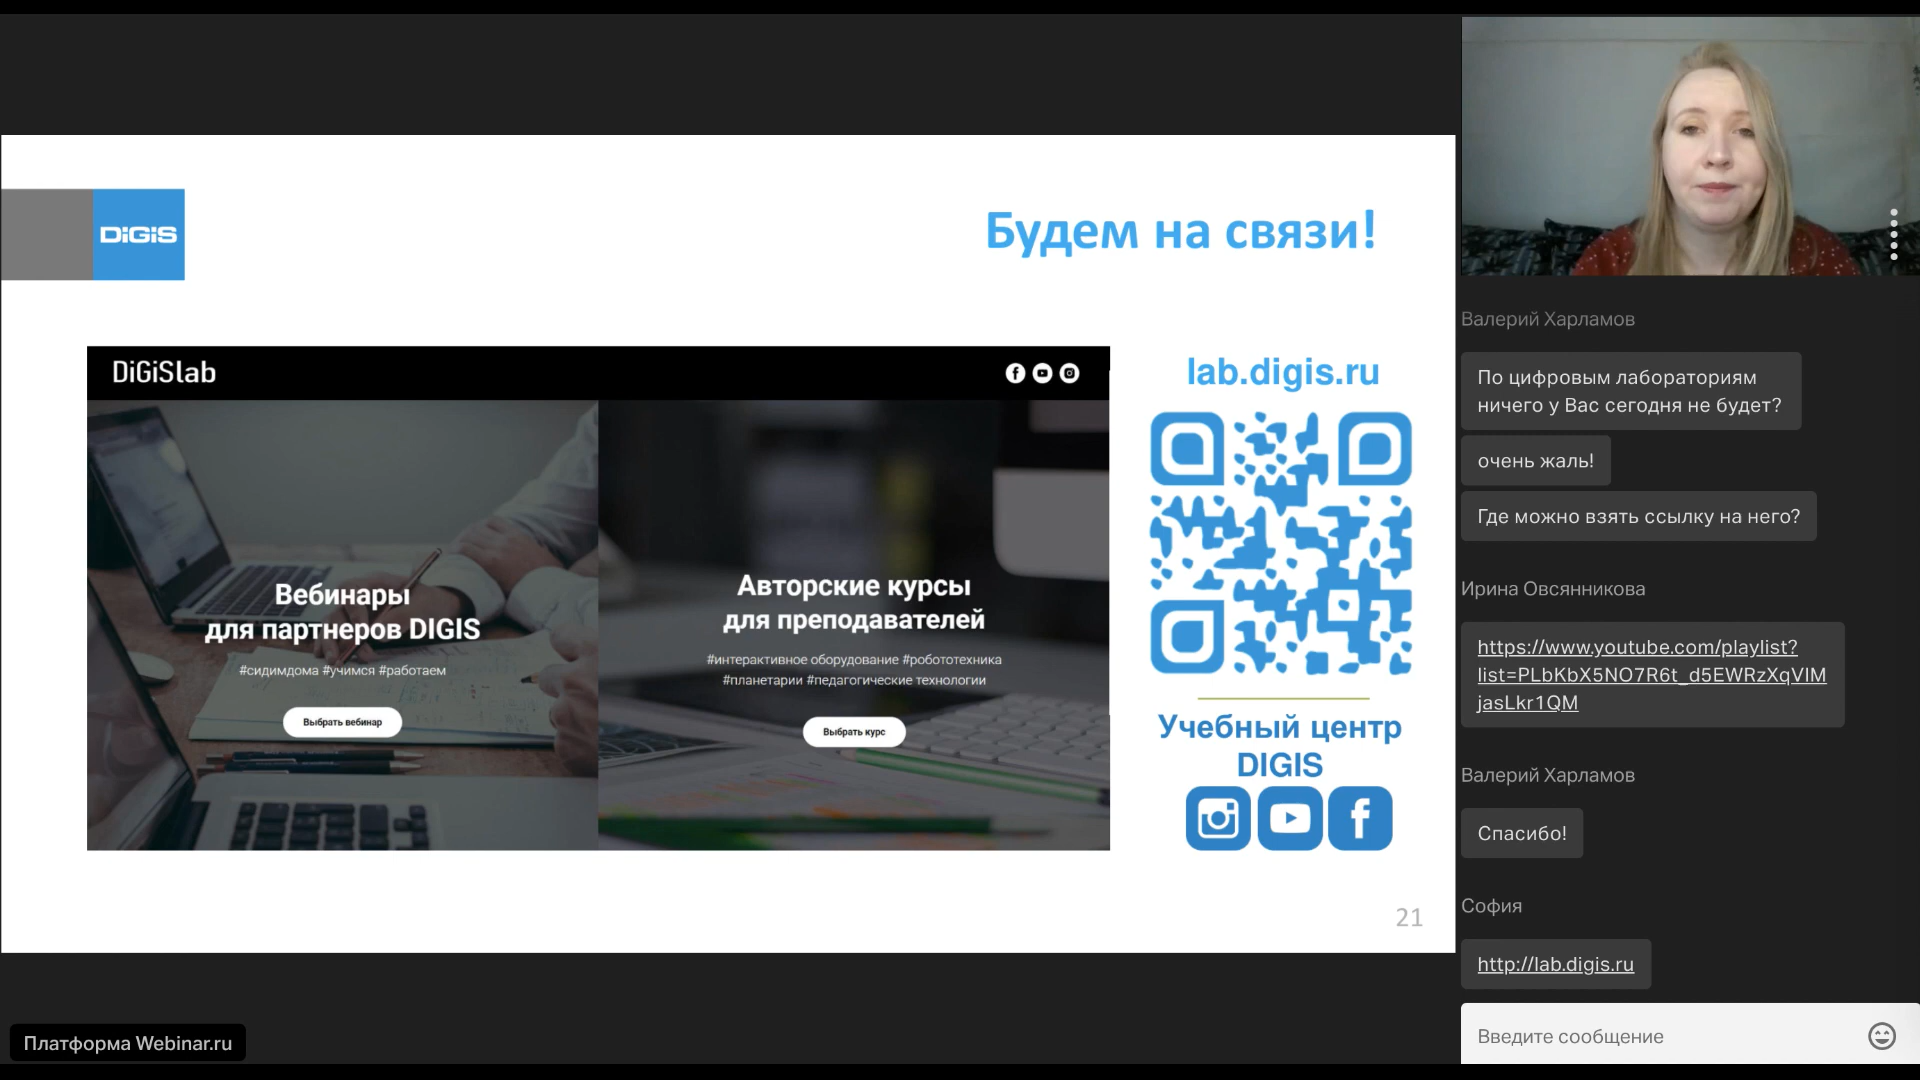 DiGiS
Будем на связи!
DiGiSlab
Вебинары
для партнеров DIGIS
#сидимдома #учимся #работаем
Выбрать вебинар
Авторские курсы
для преподавателей
#интерактивное оборудование #робототехника
#планетарии #педагогические технологии
Выбрать курс
lab.digis.ru
Учебный центр
DIGIS
21
Платформа Webinar.ru
Валерий Харламов
По цифровым лабораториям
ничего у Вас сегодня не будет?
очень жаль!
Где можно взять ссылку на него?
Ирина Овсянникова
https://www.youtube.com/playlist?
list=PLbKbX5NO7R6t_d5EWRzXqVIM
jasLkr1QM
Валерий Харламов
Спасибо!
София
http://lab.digis.ru
Введите сообщение